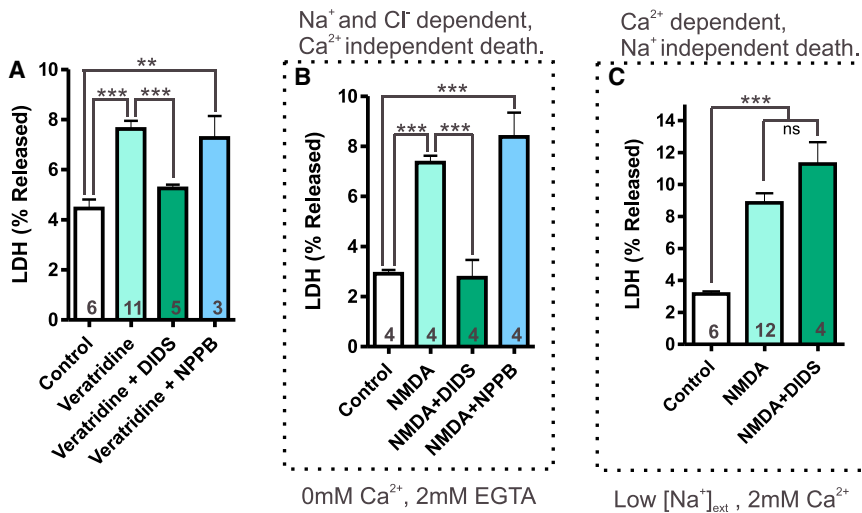 Na⁺ and Cl⁻ dependent,
Ca²⁺ independent death.
Ca²⁺ dependent,
Na⁺ independent death.
A
**
*** ***
LDH (% Released)
10
8
6
4
2
0
6 11 5 3
Control
Veratridine
Veratridine + DIDS
Veratridine + NPPB
B
***
*** ***
LDH (% Released)
10
8
6
4
2
0
4 4 4 4
Control
NMDA
NMDA+DIDS
NMDA+NPPB
0mM Ca²⁺, 2mM EGTA
C
***
ns
LDH (% Released)
14
12
10
8
6
4
2
0
6 12 4
Control
NMDA
NMDA+DIDS
Low [Na⁺]ext , 2mM Ca²⁺